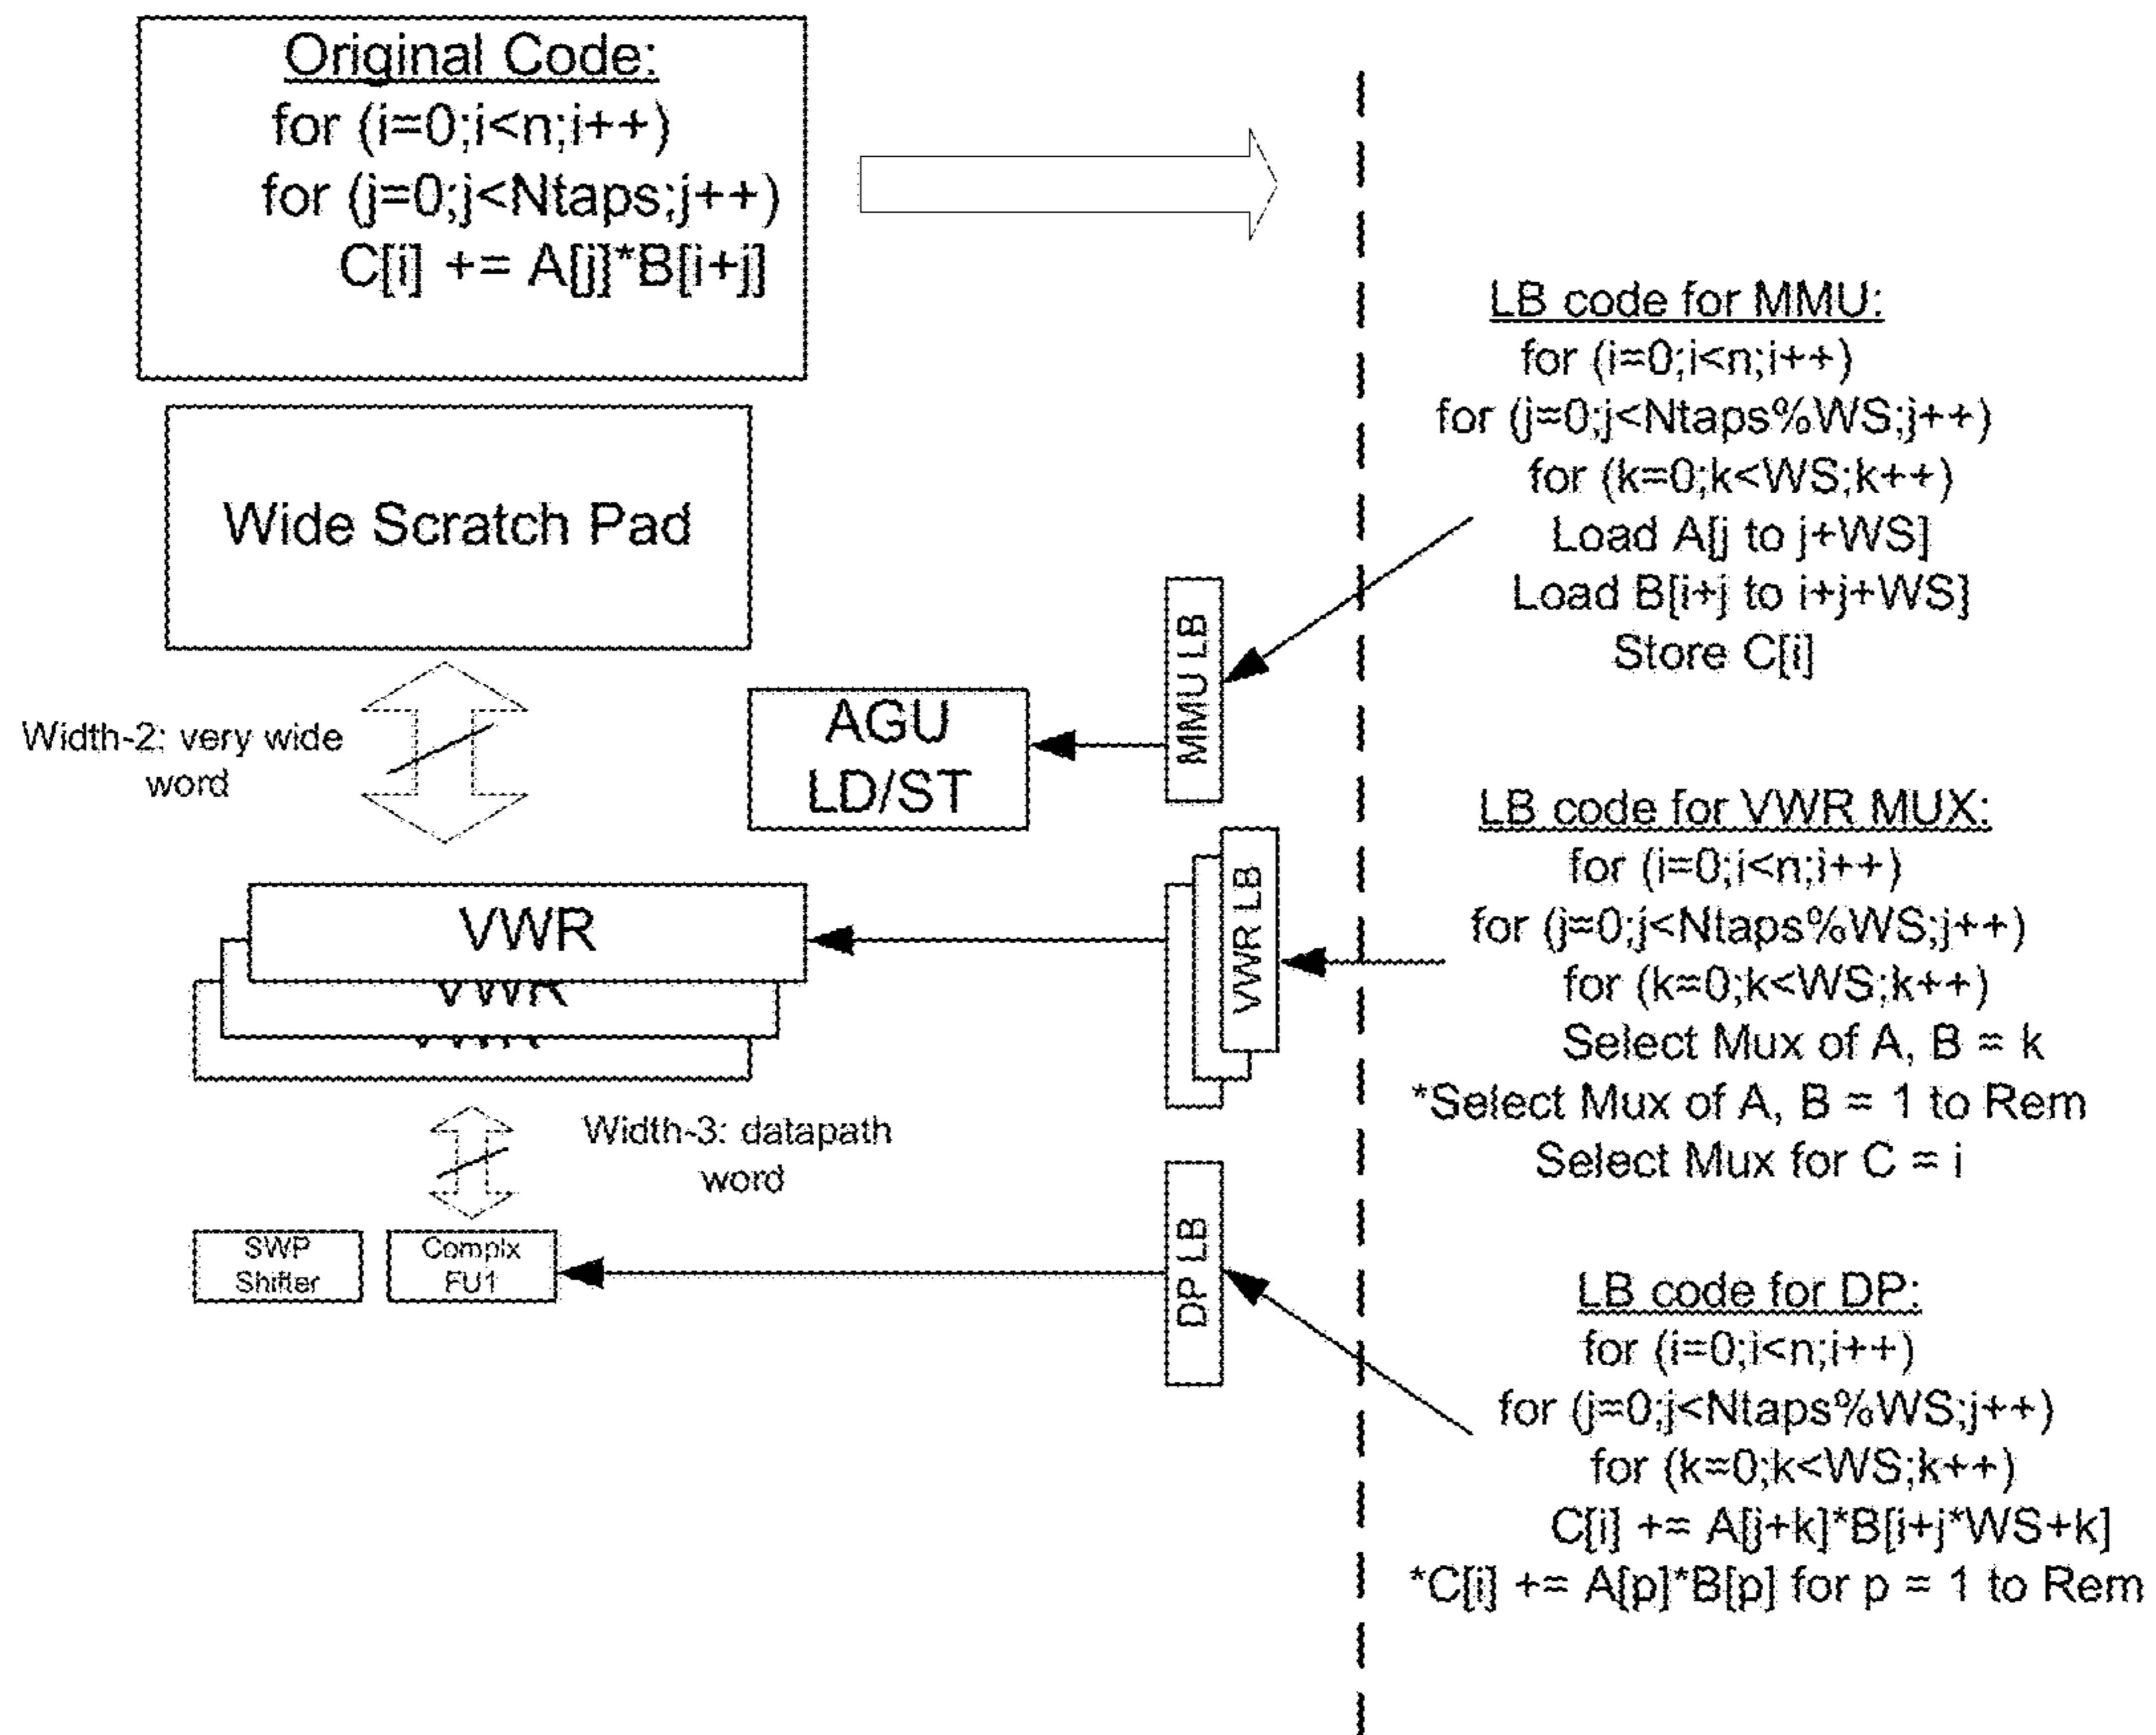 Original Code:
for (i=0;i<n;i++)
for (j=0;j<Ntaps;j++)
C[i] += A[j]*B[i+j]
Wide Scratch Pad
Width-2: very wide
word
AGU
LD/ST
MMU LB
VWR
VWR
VWR
VWR LB
Width-3: datapath
word
SWP
Shifter
Complx
FU1
DP LB
LB code for MMU:
for (i=0;i<n;i++)
for (j=0;j<Ntaps%WS;j++)
for (k=0;k<WS;k++)
Load A[j to j+WS]
Load B[i+j to i+j+WS]
Store C[i]
LB code for VWR MUX:
for (i=0;i<n;i++)
for (j=0;j<Ntaps%WS;j++)
for (k=0;k<WS;k++)
Select Mux of A, B = k
*Select Mux of A, B = 1 to Rem
Select Mux for C = i
LB code for DP:
for (i=0;i<n;i++)
for (j=0;j<Ntaps%WS;j++)
for (k=0;k<WS;k++)
C[i] += A[j+k]*B[i+j*WS+k]
*C[i] += A[p]*B[p] for p = 1 to Rem